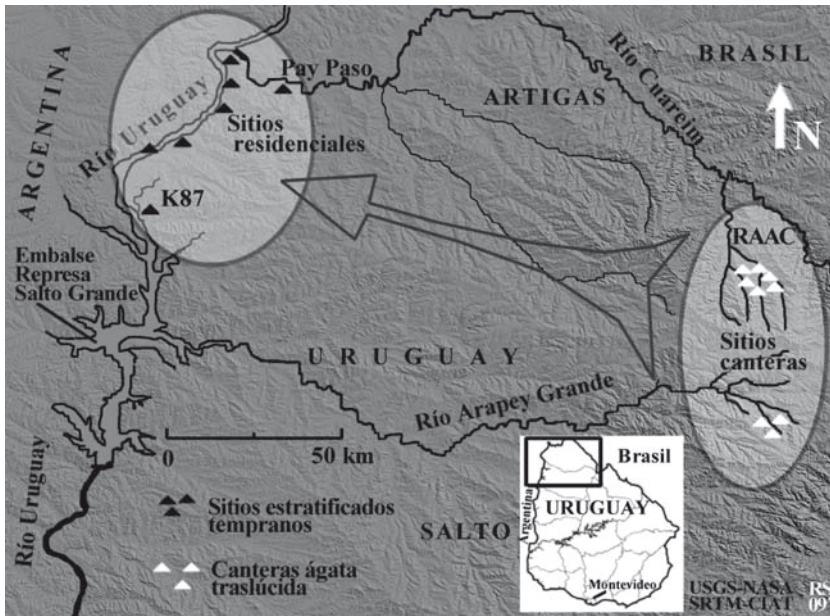 BRASIL
Río Cuareim
ARGENTINA
Pay Paso
ARTIGAS
N
Río Uruguay
Sitios
residenciales
K87
RAAC
Embalse
Represa
Salto Grande
Sitios
canteras
URUGUAY
Río Arapey Grande
0
50 km
Río Uruguay
Sitios estratificados
tempranos
SALTO
Canteras ágata
traslúcida
Brasil
Argentina
URUGUAY
Montevideo
USGS-NASA
SRTM-CIAT
RS
09